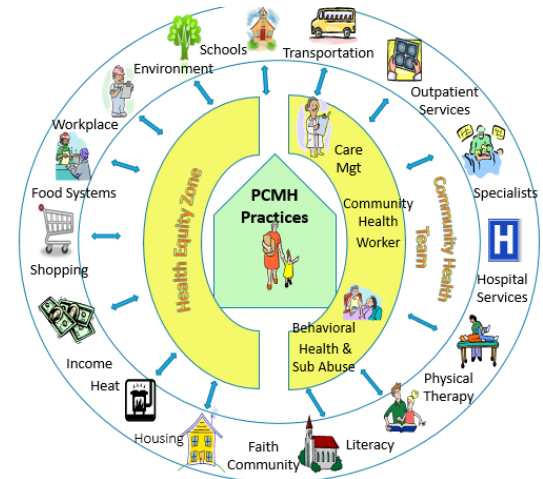 Schools
Transportation
Environment
Outpatient
Services
Workplace
Care
Mgt
Food Systems
Specialists
PCMH
Practices
Community
Health
Worker
Health Equity Zone
Community Health
Team
H
Shopping
Hospital
Services
Behavioral
Health &
Sub Abuse
Income
Heat
Physical
Therapy
Housing
Faith
Community
Literacy